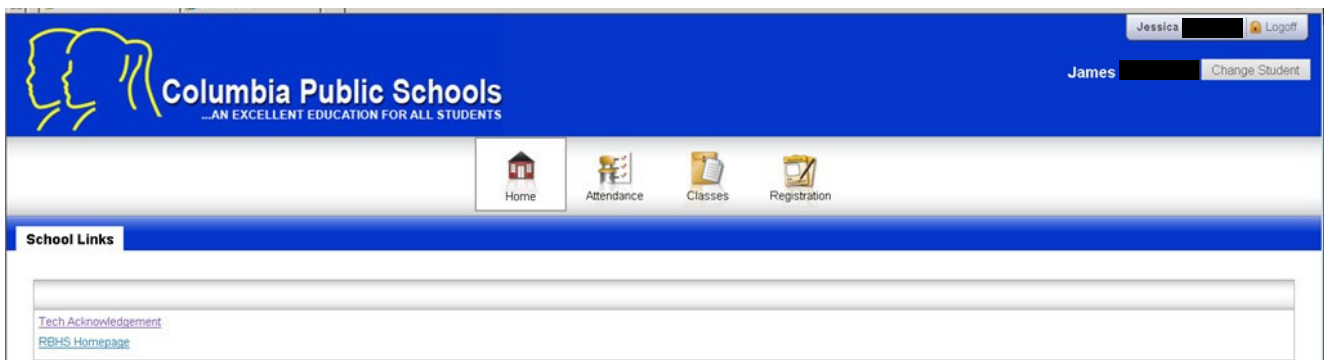 Jessica
Logoff
James
Change Student
Columbia Public Schools
...AN EXCELLENT EDUCATION FOR ALL STUDENTS
Home Attendance Classes Registration
School Links
Tech Acknowledgement
RBHS Homepage